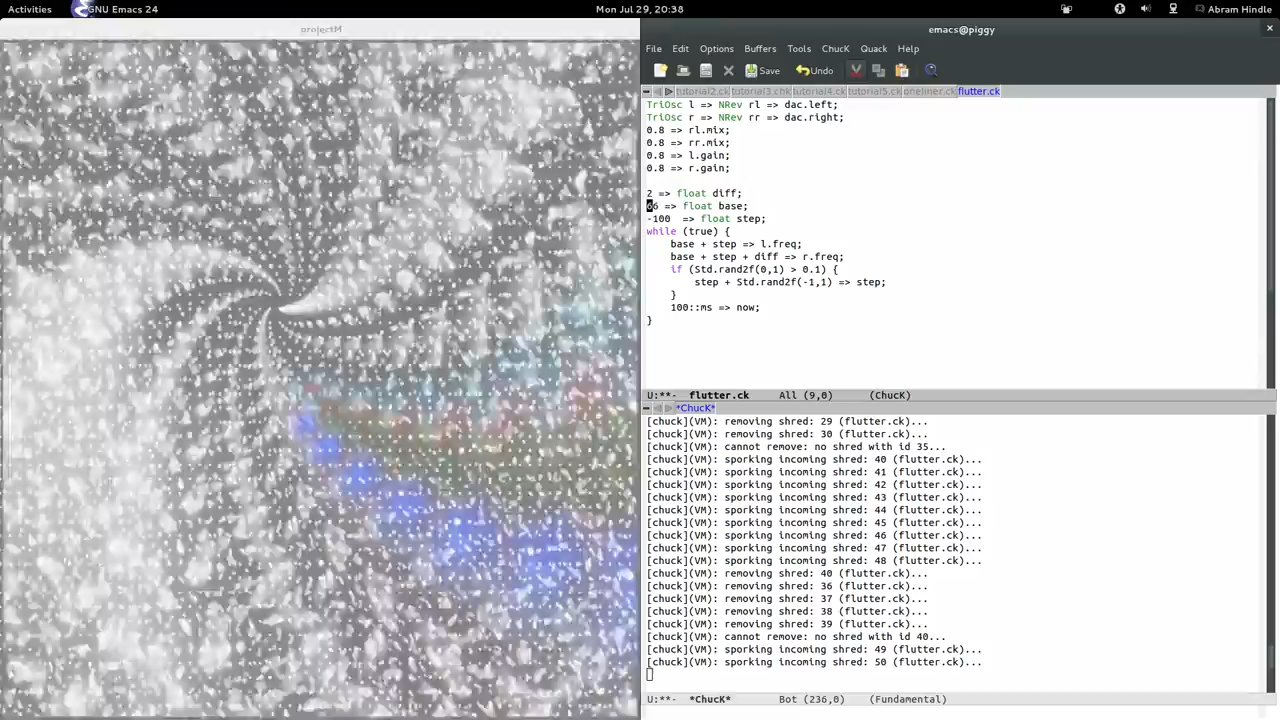 Activities GNU Emacs 24 Mon Jul 29, 20:38 Abram Hindle
projectM
emacs@piggy
File Edit Options Buffers Tools ChucK Quack Help
Save Undo
tutorial2.ck tutorial3.chk tutorial4.ck tutorial5.ck oneliner.ck flutter.ck
TriOsc l => NRev rl => dac.left;
TriOsc r => NRev rr => dac.right;
0.8 => rl.mix;
0.8 => rr.mix;
0.8 => l.gain;
0.8 => r.gain;
2 => float diff;
66 => float base;
-100  => float step;
while (true) {
    base + step => l.freq;
    base + step + diff => r.freq;
    if (Std.rand2f(0,1) > 0.1) {
        step + Std.rand2f(-1,1) => step;
    }
    100::ms => now;
}
U:**-  flutter.ck     All (9,0)      (ChucK)
*ChucK*
[chuck](VM): removing shred: 29 (flutter.ck)...
[chuck](VM): removing shred: 30 (flutter.ck)...
[chuck](VM): cannot remove: no shred with id 35...
[chuck](VM): sporking incoming shred: 40 (flutter.ck)...
[chuck](VM): sporking incoming shred: 41 (flutter.ck)...
[chuck](VM): sporking incoming shred: 42 (flutter.ck)...
[chuck](VM): sporking incoming shred: 43 (flutter.ck)...
[chuck](VM): sporking incoming shred: 44 (flutter.ck)...
[chuck](VM): sporking incoming shred: 45 (flutter.ck)...
[chuck](VM): sporking incoming shred: 46 (flutter.ck)...
[chuck](VM): sporking incoming shred: 47 (flutter.ck)...
[chuck](VM): sporking incoming shred: 48 (flutter.ck)...
[chuck](VM): removing shred: 40 (flutter.ck)...
[chuck](VM): removing shred: 36 (flutter.ck)...
[chuck](VM): removing shred: 37 (flutter.ck)...
[chuck](VM): removing shred: 38 (flutter.ck)...
[chuck](VM): removing shred: 39 (flutter.ck)...
[chuck](VM): cannot remove: no shred with id 40...
[chuck](VM): sporking incoming shred: 49 (flutter.ck)...
[chuck](VM): sporking incoming shred: 50 (flutter.ck)...
U:**-  *ChucK*        Bot (236,0)    (Fundamental)